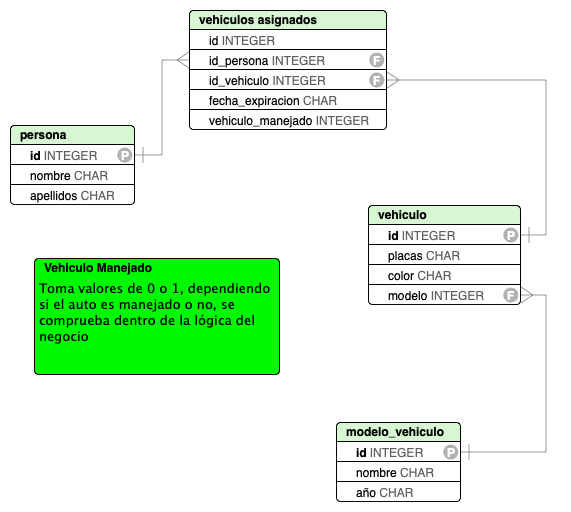 vehiculos asignados
id INTEGER
id_persona INTEGER F
id_vehiculo INTEGER F
fecha_expiracion CHAR
vehiculo_manejado INTEGER
persona
id INTEGER P
nombre CHAR
apellidos CHAR
vehiculo
id INTEGER P
placas CHAR
color CHAR
modelo INTEGER F
Vehiculo Manejado
Toma valores de 0 o 1, dependiendo
si el auto es manejado o no, se
comprueba dentro de la lógica del
negocio
modelo_vehiculo
id INTEGER P
nombre CHAR
año CHAR